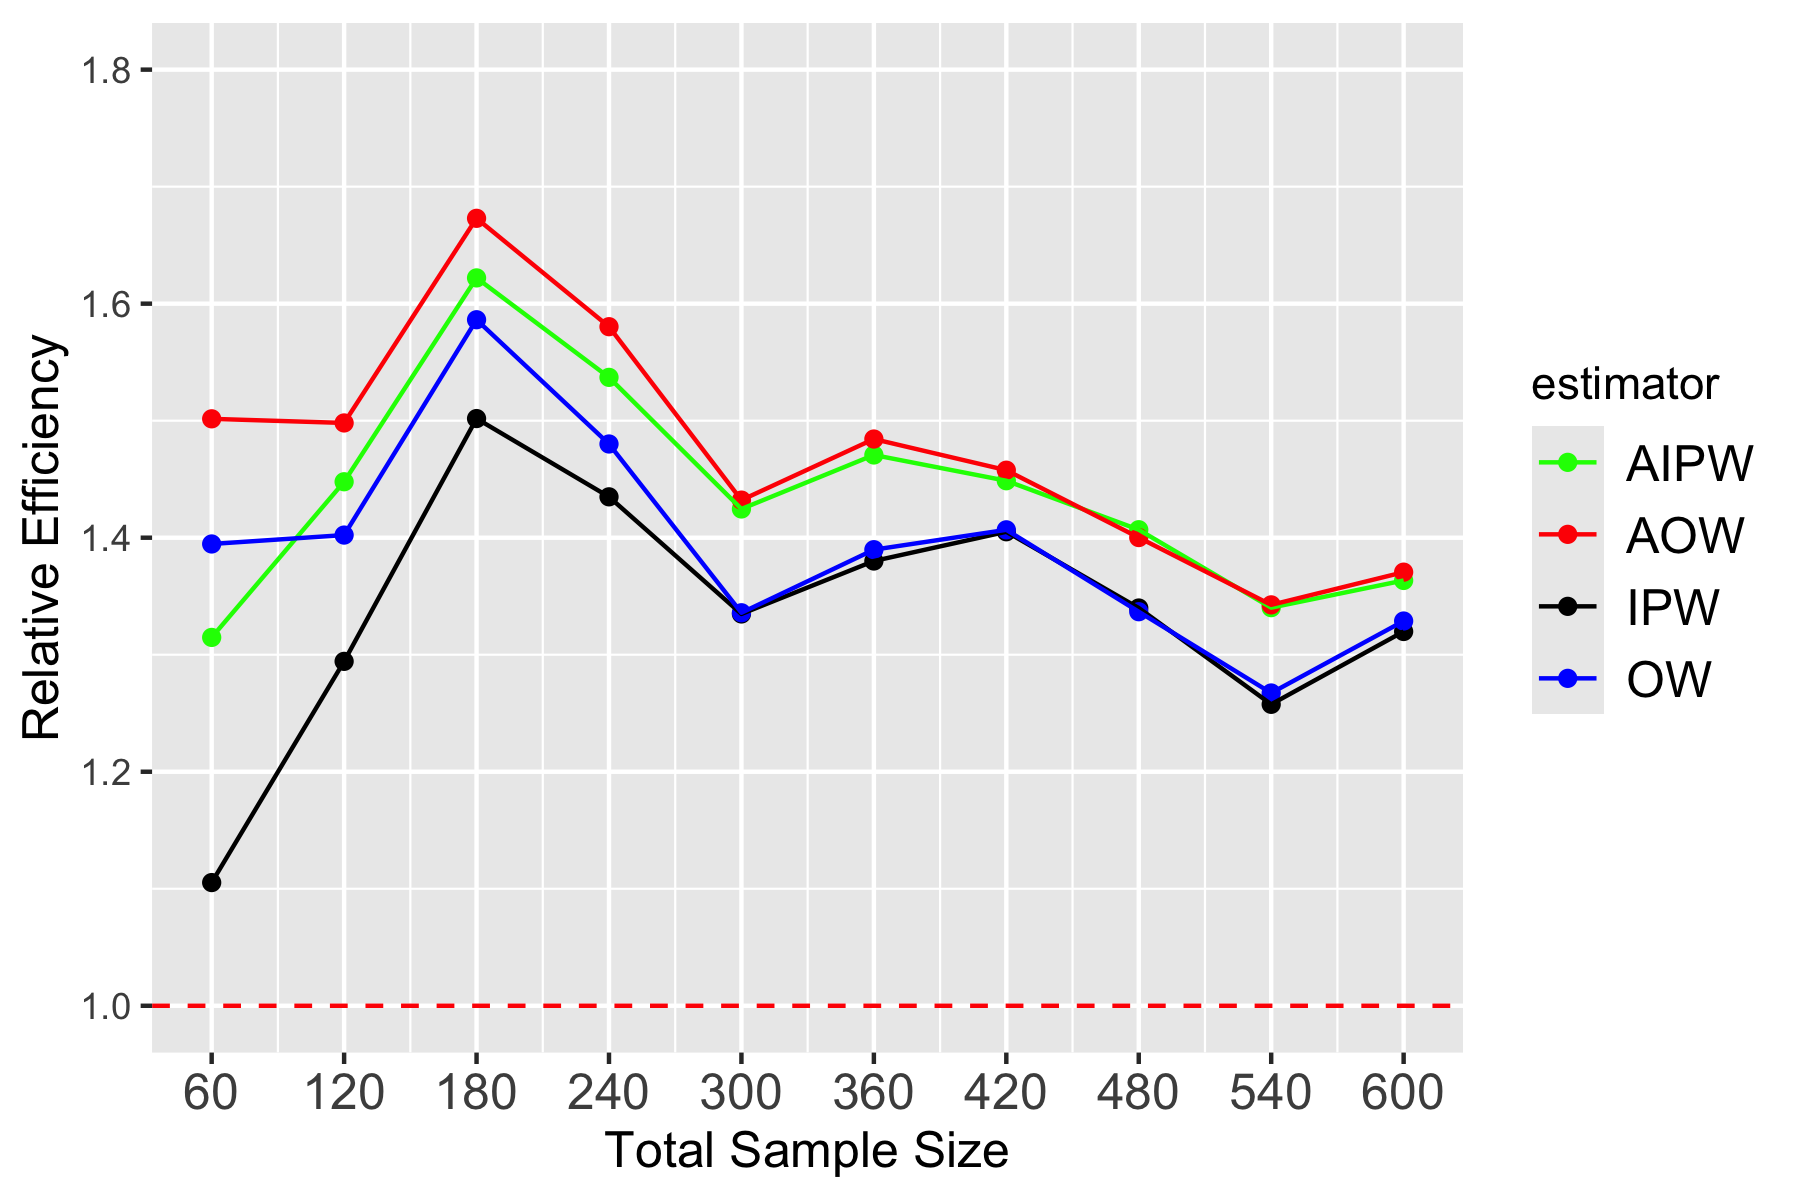 1.8
1.6
1.4
1.2
1.0
Relative Efficiency
60 120 180 240 300 360 420 480 540 600
Total Sample Size
estimator
AIPW
AOW
IPW
OW